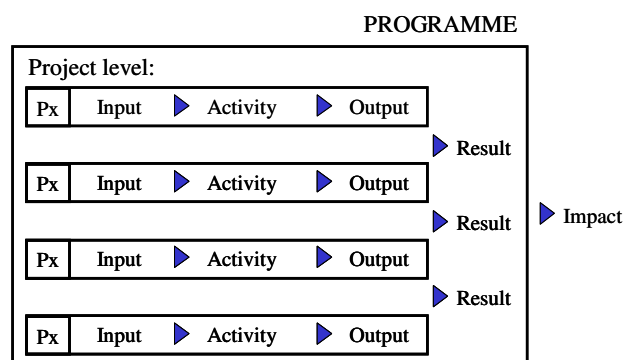 PROGRAMME
Project level:
Px Input Activity Output
Result
Px Input Activity Output
Result
Impact
Px Input Activity Output
Result
Px Input Activity Output